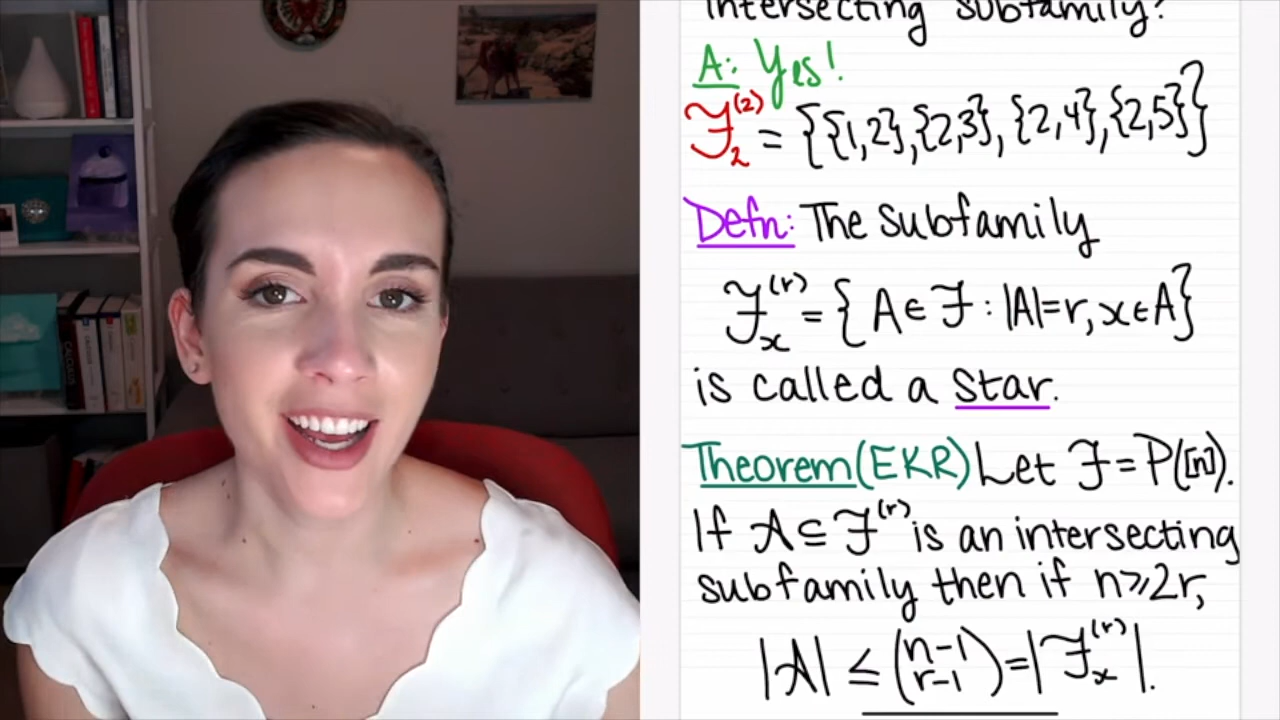 intersecting subfamily?
A: Yes!
ℱ₂⁽²⁾ = {{1,2},{2,3},{2,4},{2,5}}
Defn: The subfamily
ℱₓ⁽ʳ⁾ = {A∈ℱ : |A|=r, x∈A}
is called a star.
Theorem (EKR) Let ℱ = P([n]).
If 𝒜 ⊆ ℱ⁽ʳ⁾ is an intersecting
subfamily then if n⩾2r,
|𝒜| ≤ (n-1 r-1) = |ℱₓ⁽ʳ⁾|.
CALCULUS